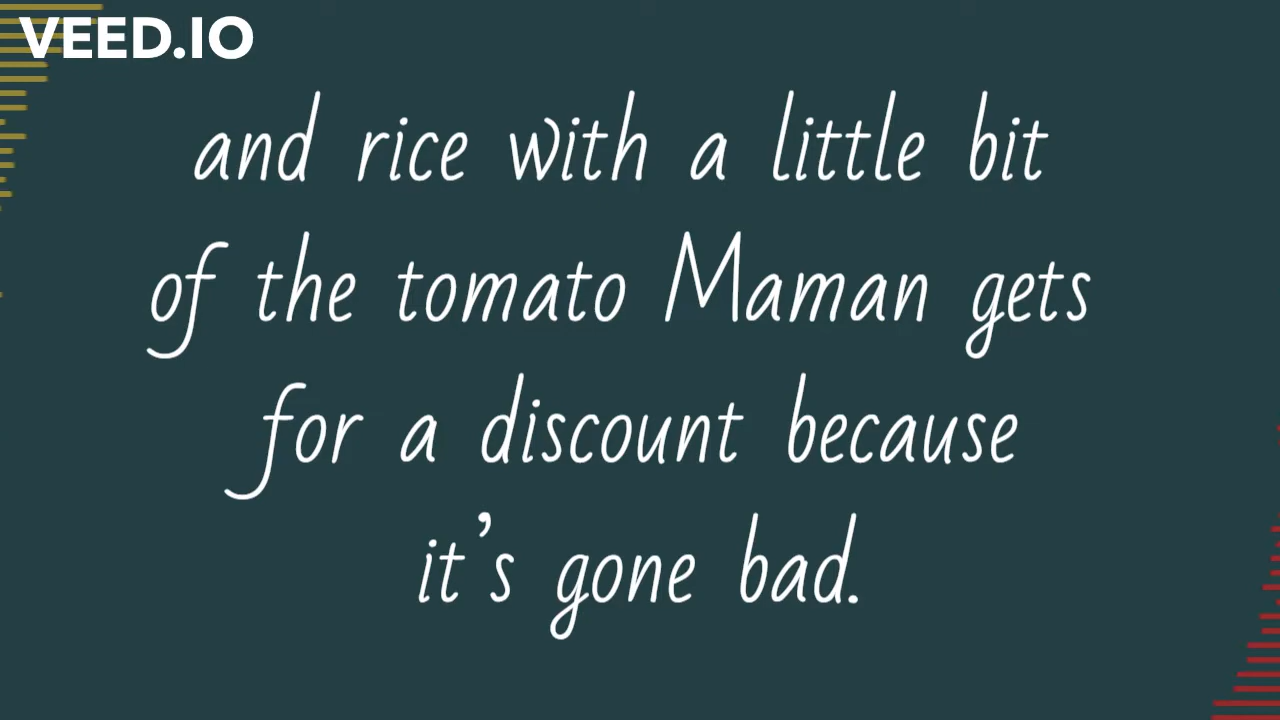 VEED.IO
and rice with a little bit
of the tomato Maman gets
for a discount because
it’s gone bad.